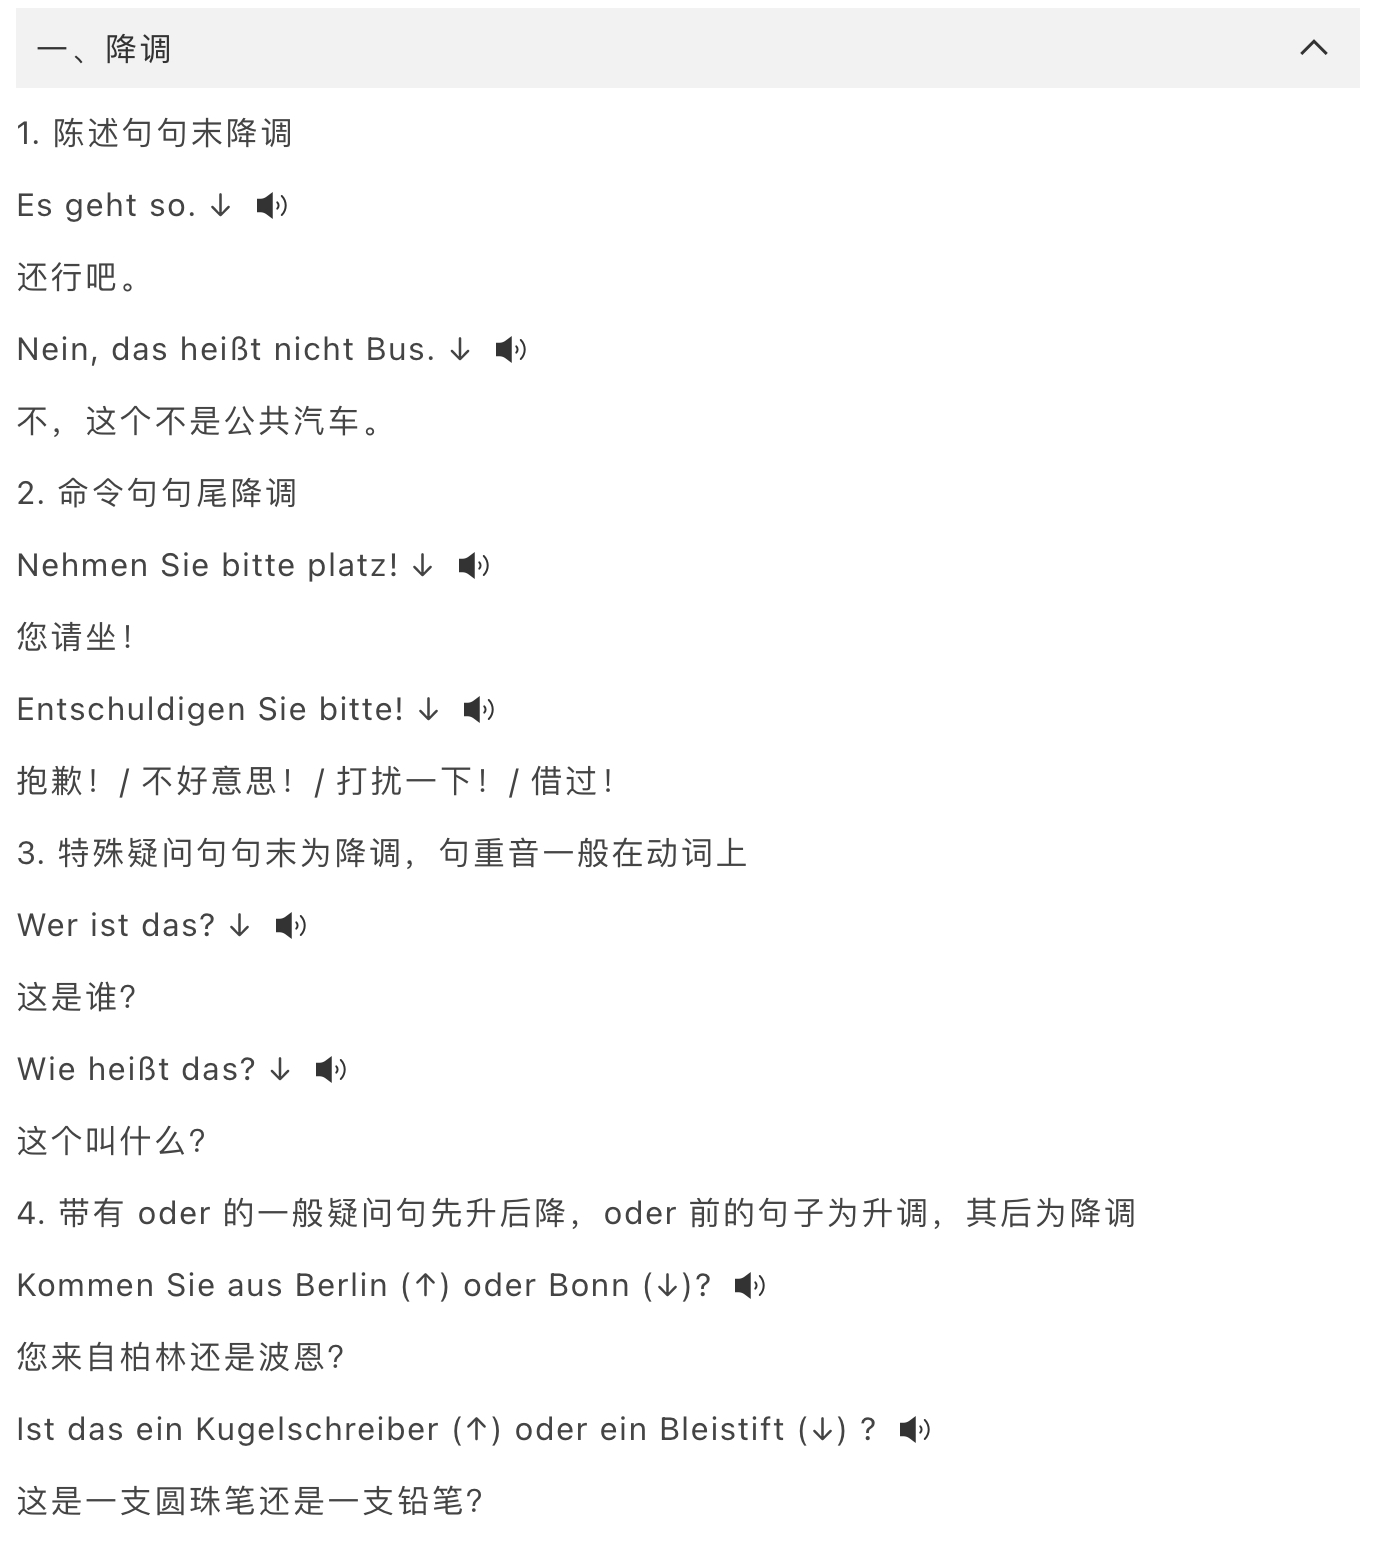 一、降调
1. 陈述句句末降调
Es geht so. ↓
还行吧。
Nein, das heißt nicht Bus. ↓
不，这个不是公共汽车。
2. 命令句句尾降调
Nehmen Sie bitte platz! ↓
您请坐！
Entschuldigen Sie bitte! ↓
抱歉！/ 不好意思！/ 打扰一下！/ 借过！
3. 特殊疑问句句末为降调，句重音一般在动词上
Wer ist das? ↓
这是谁?
Wie heißt das? ↓
这个叫什么?
4. 带有 oder 的一般疑问句先升后降，oder 前的句子为升调，其后为降调
Kommen Sie aus Berlin (↑) oder Bonn (↓)?
您来自柏林还是波恩?
Ist das ein Kugelschreiber (↑) oder ein Bleistift (↓) ?
这是一支圆珠笔还是一支铅笔?